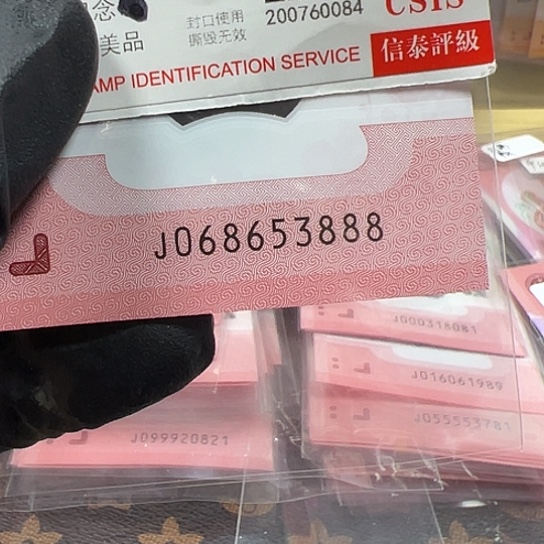 念
封口使用
200760084
CSIS
美品
撕毁无效
AMP IDENTIFICATION SERVICE
信泰評級
J068653888
J000318081
J016061989
J055553781
J099920821